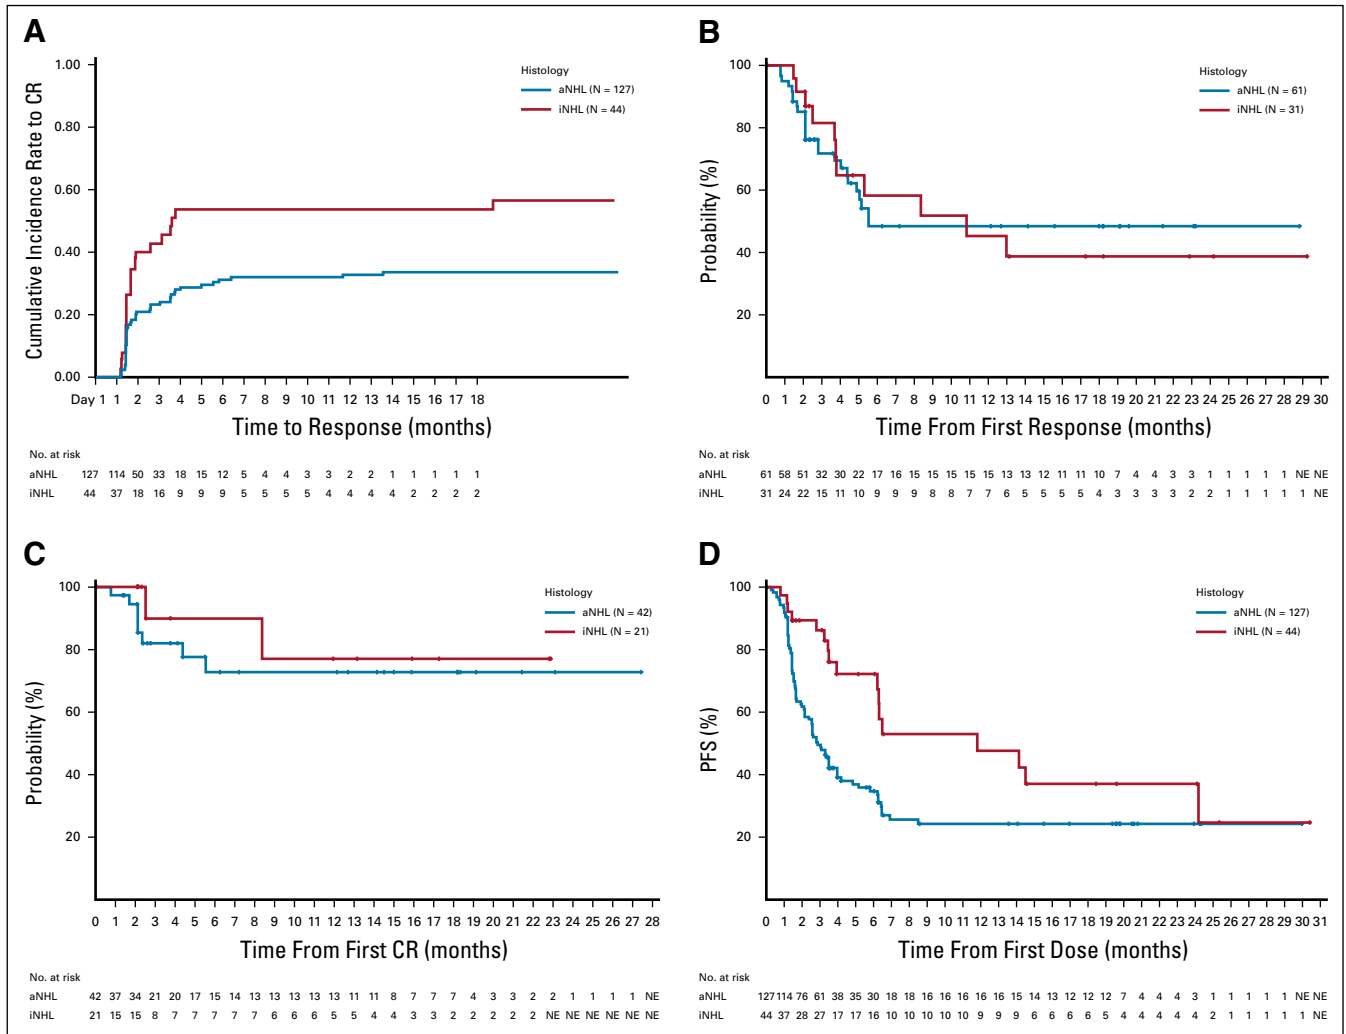 A
Cumulative Incidence Rate to CR
1.00
0.80
0.60
0.40
0.20
0.00
Histology
aNHL (N = 127)
iNHL (N = 44)
Day 1 1 2 3 4 5 6 7 8 9 10 11 12 13 14 15 16 17 18
Time to Response (months)
No. at risk
aNHL 127 114 50 33 18 15 12 5 4 4 3 3 2 2 1 1 1 1 1
iNHL 44 37 18 16 9 9 9 5 5 5 5 4 4 4 4 2 2 2 2
B
Probability (%)
100
80
60
40
20
Histology
aNHL (N = 61)
iNHL (N = 31)
0 1 2 3 4 5 6 7 8 9 10 11 12 13 14 15 16 17 18 19 20 21 22 23 24 25 26 27 28 29 30
Time From First Response (months)
No. at risk
aNHL 61 58 51 32 30 22 17 16 15 15 15 15 15 13 13 12 11 11 10 7 4 4 3 3 1 1 1 1 1 NE NE
iNHL 31 24 22 15 11 10 9 9 9 8 8 7 7 6 5 5 5 5 4 3 3 3 3 2 2 1 1 1 1 1 NE
C
Probability (%)
100
80
60
40
20
Histology
aNHL (N = 42)
iNHL (N = 21)
0 1 2 3 4 5 6 7 8 9 10 11 12 13 14 15 16 17 18 19 20 21 22 23 24 25 26 27 28
Time From First CR (months)
No. at risk
aNHL 42 37 34 21 20 17 15 14 13 13 13 13 13 11 11 8 7 7 7 4 3 3 2 2 1 1 1 1 NE
iNHL 21 15 15 8 7 7 7 7 7 6 6 6 5 5 4 4 3 3 2 2 2 2 2 NE NE NE NE NE NE
D
PFS (%)
100
80
60
40
20
Histology
aNHL (N = 127)
iNHL (N = 44)
0 1 2 3 4 5 6 7 8 9 10 11 12 13 14 15 16 17 18 19 20 21 22 23 24 25 26 27 28 29 30 31
Time From First Dose (months)
No. at risk
aNHL 127 114 76 61 38 35 30 18 18 16 16 16 16 16 15 14 13 12 12 12 7 4 4 4 3 1 1 1 1 1 NE NE
iNHL 44 37 28 27 17 17 16 10 10 10 10 10 9 9 9 6 6 6 6 5 4 4 4 4 4 2 1 1 1 1 1 NE